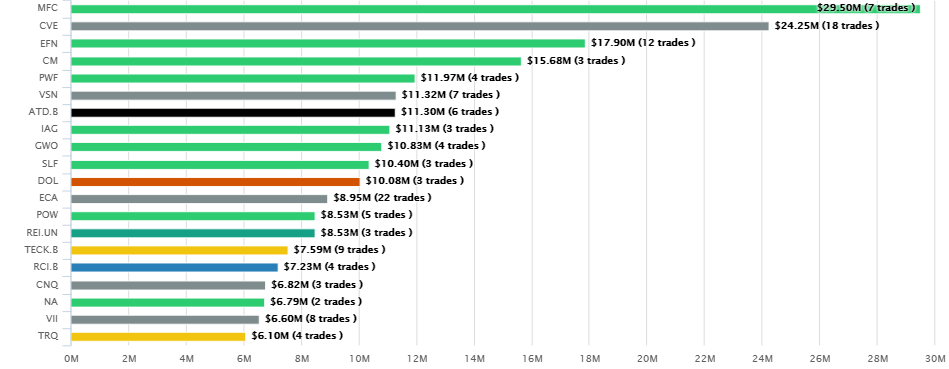 MFC $29.50M (7 trades )
CVE $24.25M (18 trades )
EFN $17.90M (12 trades )
CM $15.68M (3 trades )
PWF $11.97M (4 trades )
VSN $11.32M (7 trades )
ATD.B $11.30M (6 trades )
IAG $11.13M (3 trades )
GWO $10.83M (4 trades )
SLF $10.40M (3 trades )
DOL $10.08M (3 trades )
ECA $8.95M (22 trades )
POW $8.53M (5 trades )
REI.UN $8.53M (3 trades )
TECK.B $7.59M (9 trades )
RCI.B $7.23M (4 trades )
CNQ $6.82M (3 trades )
NA $6.79M (2 trades )
VII $6.60M (8 trades )
TRQ $6.10M (4 trades )
0M 2M 4M 6M 8M 10M 12M 14M 16M 18M 20M 22M 24M 26M 28M 30M